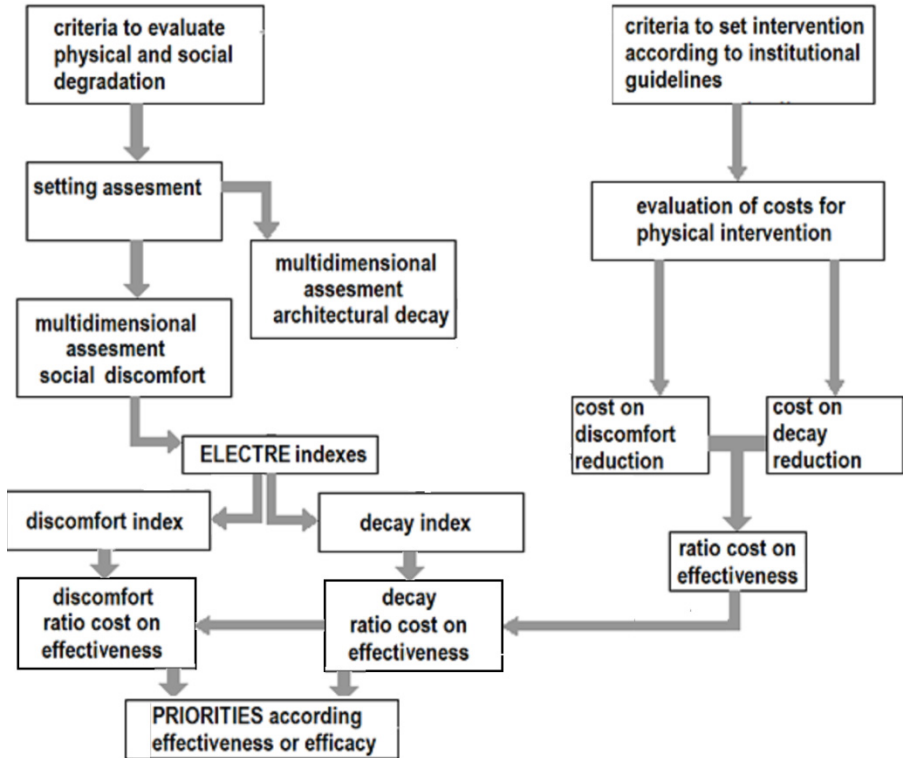 criteria to evaluate
physical and social
degradation
criteria to set intervention
according to institutional
guidelines
setting assesment
evaluation of costs for
physical intervention
multidimensional
assesment
architectural decay
multidimensional
assesment
social discomfort
cost on
discomfort
reduction
cost on
decay
reduction
ELECTRE indexes
discomfort index
decay index
ratio cost on
effectiveness
discomfort
ratio cost on
effectiveness
decay
ratio cost on
effectiveness
PRIORITIES according
effectiveness or efficacy